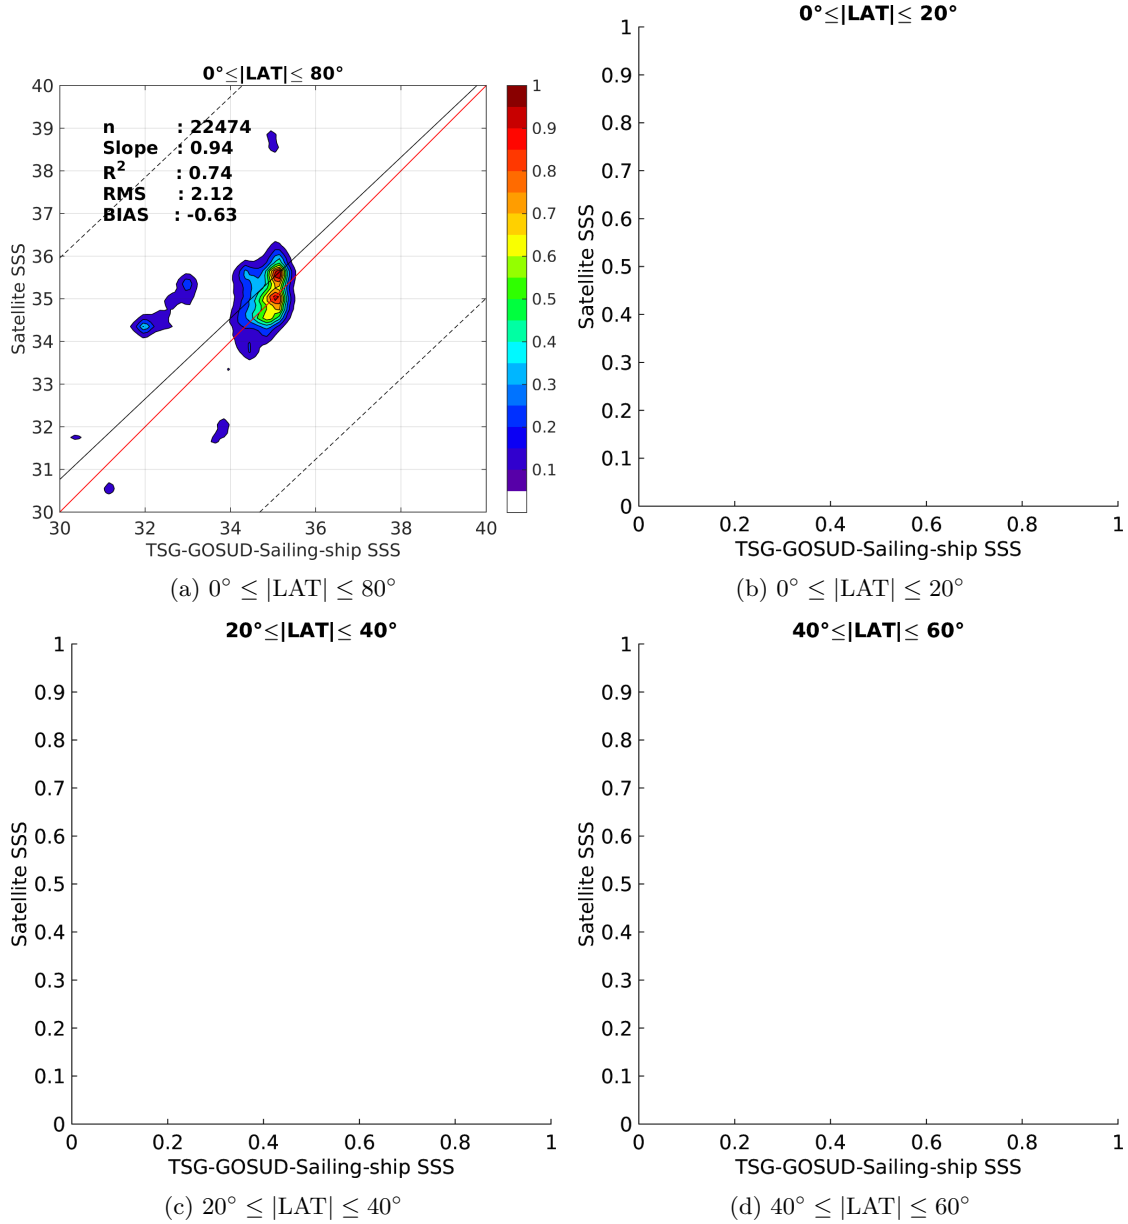 0°≤|LAT|≤ 80°
40
39
38
37
36
35
34
33
32
31
30
Satellite SSS
n : 22474
Slope : 0.94
R2 : 0.74
RMS : 2.12
BIAS : -0.63
30 32 34 36 38 40
TSG-GOSUD-Sailing-ship SSS
1
0.9
0.8
0.7
0.6
0.5
0.4
0.3
0.2
0.1
(a) 0° ≤ |LAT| ≤ 80°
0°≤|LAT|≤ 20°
1
0.9
0.8
0.7
0.6
0.5
0.4
0.3
0.2
0.1
0
Satellite SSS
0 0.2 0.4 0.6 0.8 1
TSG-GOSUD-Sailing-ship SSS
(b) 0° ≤ |LAT| ≤ 20°
20°≤|LAT|≤ 40°
1
0.9
0.8
0.7
0.6
0.5
0.4
0.3
0.2
0.1
0
Satellite SSS
0 0.2 0.4 0.6 0.8 1
TSG-GOSUD-Sailing-ship SSS
(c) 20° ≤ |LAT| ≤ 40°
40°≤|LAT|≤ 60°
1
0.9
0.8
0.7
0.6
0.5
0.4
0.3
0.2
0.1
0
Satellite SSS
0 0.2 0.4 0.6 0.8 1
TSG-GOSUD-Sailing-ship SSS
(d) 40° ≤ |LAT| ≤ 60°